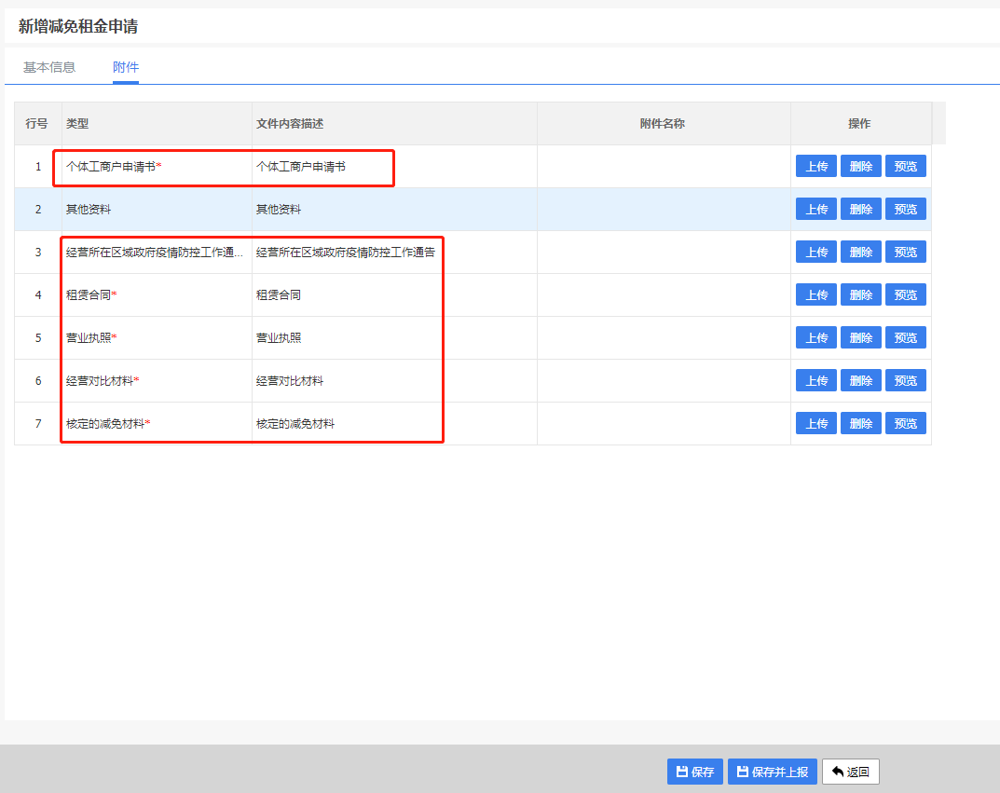 新增减免租金申请
基本信息 附件
行号 类型 文件内容描述 附件名称 操作
1 个体工商户申请书* 个体工商户申请书 上传 删除 预览
2 其他资料 其他资料 上传 删除 预览
3 经营所在区域政府疫情防控工作通... 经营所在区域政府疫情防控工作通告 上传 删除 预览
4 租赁合同* 租赁合同 上传 删除 预览
5 营业执照* 营业执照 上传 删除 预览
6 经营对比材料* 经营对比材料 上传 删除 预览
7 核定的减免材料* 核定的减免材料 上传 删除 预览
保存 保存并上报 返回